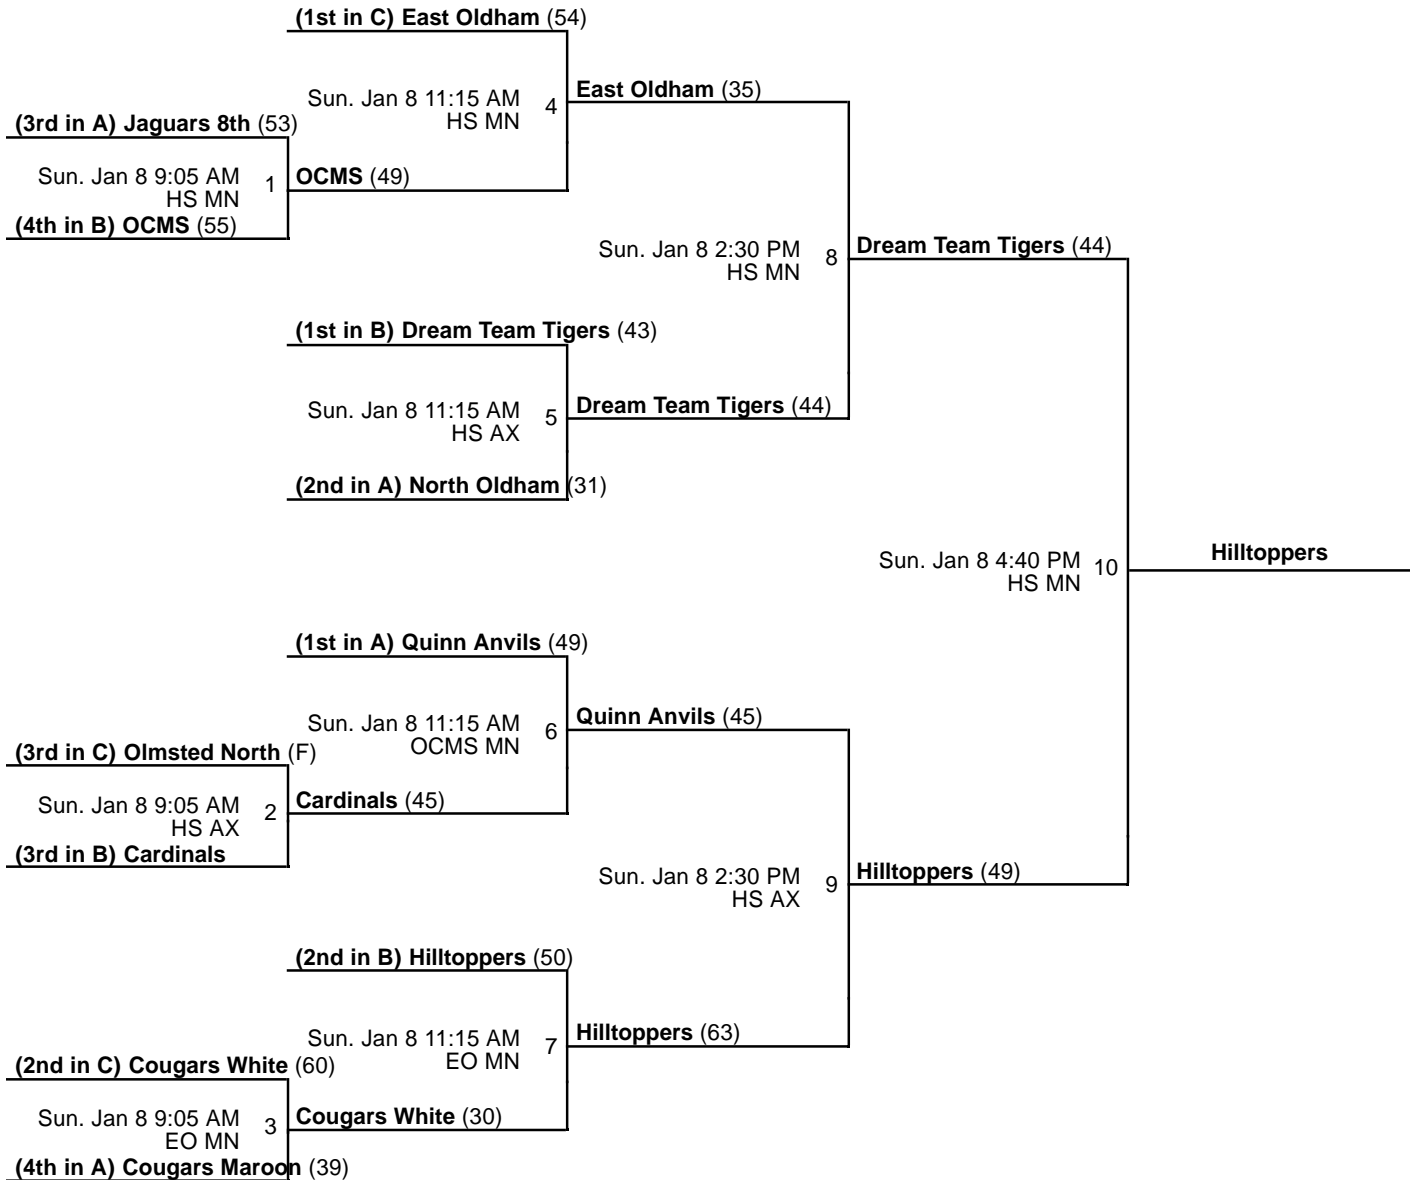 (1st in C) East Oldham (54)
Sun. Jan 8 11:15 AM
HS MN
4
East Oldham (35)
(3rd in A) Jaguars 8th (53)
Sun. Jan 8 9:05 AM
HS MN
1
OCMS (49)
(4th in B) OCMS (55)
Sun. Jan 8 2:30 PM
HS MN
8
Dream Team Tigers (44)
(1st in B) Dream Team Tigers (43)
Sun. Jan 8 11:15 AM
HS AX
5
Dream Team Tigers (44)
(2nd in A) North Oldham (31)
Sun. Jan 8 4:40 PM
HS MN
10
Hilltoppers
(1st in A) Quinn Anvils (49)
Sun. Jan 8 11:15 AM
OCMS MN
6
Quinn Anvils (45)
(3rd in C) Olmsted North (F)
Sun. Jan 8 9:05 AM
HS AX
2
Cardinals (45)
(3rd in B) Cardinals
Sun. Jan 8 2:30 PM
HS AX
9
Hilltoppers (49)
(2nd in B) Hilltoppers (50)
Sun. Jan 8 11:15 AM
EO MN
7
Hilltoppers (63)
(2nd in C) Cougars White (60)
Sun. Jan 8 9:05 AM
EO MN
3
Cougars White (30)
(4th in A) Cougars Maroon (39)